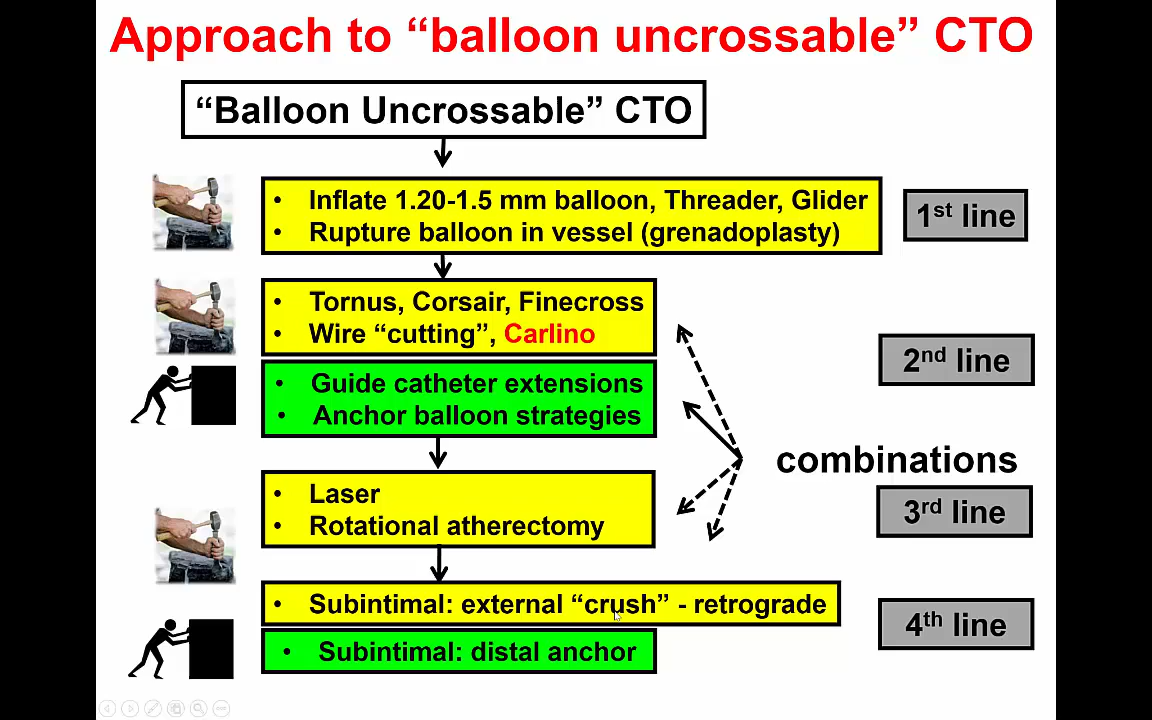 Approach to “balloon uncrossable” CTO
“Balloon Uncrossable” CTO
• Inflate 1.20-1.5 mm balloon, Threader, Glider
• Rupture balloon in vessel (grenadoplasty)
1st line
• Tornus, Corsair, Finecross
• Wire “cutting”, Carlino
• Guide catheter extensions
• Anchor balloon strategies
2nd line
combinations
• Laser
• Rotational atherectomy
3rd line
• Subintimal: external “crush” - retrograde
• Subintimal: distal anchor
4th line